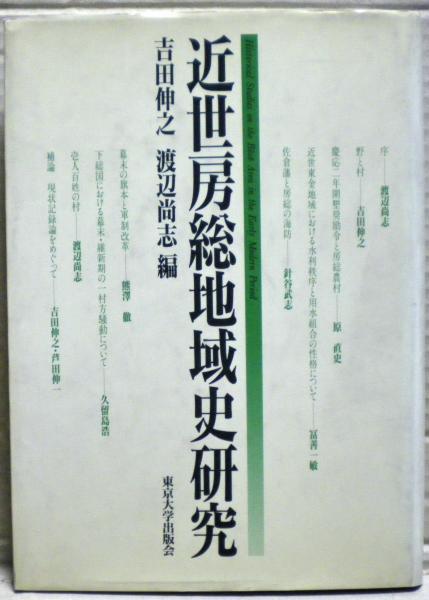 序──渡辺尚志
野と村──吉田伸之
慶応二年開墾奨励令と房総農村──原 直史
近世東金地域における水利秩序と用水組合の性格について──冨善一敏
佐倉藩と房総の海防──針谷武志
Historical Studies on the Bōsō Area in the Early Modern Period
近世房総地域史研究
吉田伸之 渡辺尚志 編
幕末の旗本と軍制改革──熊澤 徹
下総国における幕末・維新期の一村方騒動について──久留島浩
壱人百姓の村──渡辺尚志
補論 現状記録論をめぐって──吉田伸之・芦田伸一
東京大学出版会